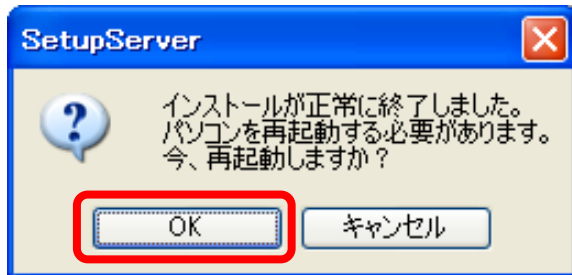 SetupServer
インストールが正常に終了しました。
パソコンを再起動する必要があります。
今、再起動しますか？
OK
キャンセル